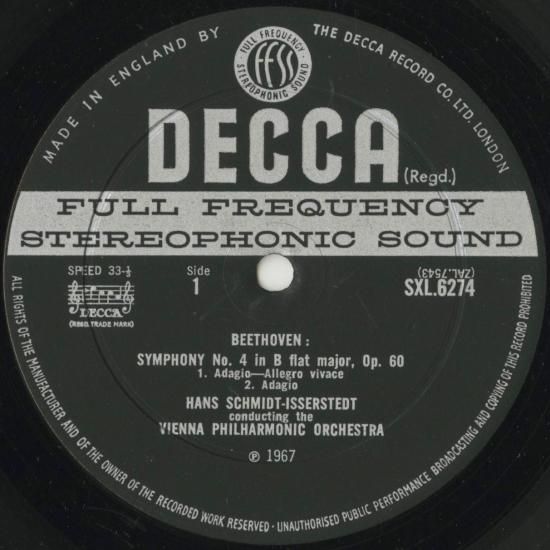 MADE IN ENGLAND BY THE DECCA RECORD CO. LTD. LONDON
FULL FREQUENCY
FFSS
STEREOPHONIC SOUND
DECCA
(Regd.)
FULL FREQUENCY
STEREOPHONIC SOUND
SPEED 33-⅓
Side
1
(ZAL.7543)
SXL.6274
DECCA
(REGD. TRADE MARK)
BEETHOVEN :
SYMPHONY No. 4 in B flat major, Op. 60
1. Adagio—Allegro vivace
2. Adagio
HANS SCHMIDT-ISSERSTEDT
conducting the
VIENNA PHILHARMONIC ORCHESTRA
℗ 1967
ALL RIGHTS OF THE MANUFACTURER AND OF THE OWNER OF THE RECORDED WORK RESERVED · UNAUTHORISED PUBLIC PERFORMANCE BROADCASTING AND COPYING OF THIS RECORD PROHIBITED